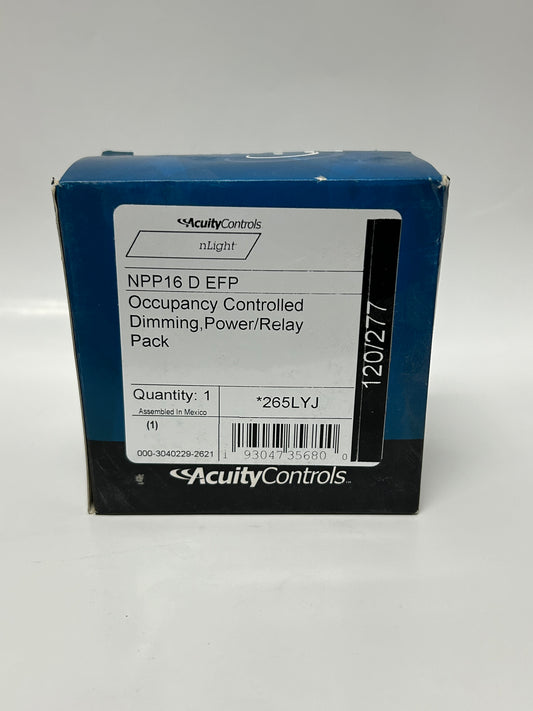 AcuityControls
nLight
NPP16 D EFP
Occupancy Controlled
Dimming,Power/Relay
Pack
120/277
Quantity: 1
Assembled In Mexico
*265LYJ
(1)
000-3040229-2621
1 93047 35680 0
AcuityControls